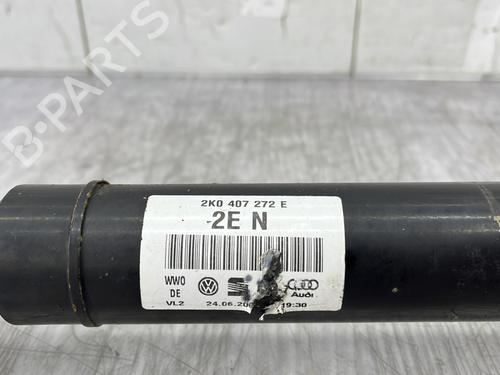 B-PARTS
2K0 407 272 E
2E N
WWO
DE
VL2 24.06.20 19:30
Audi